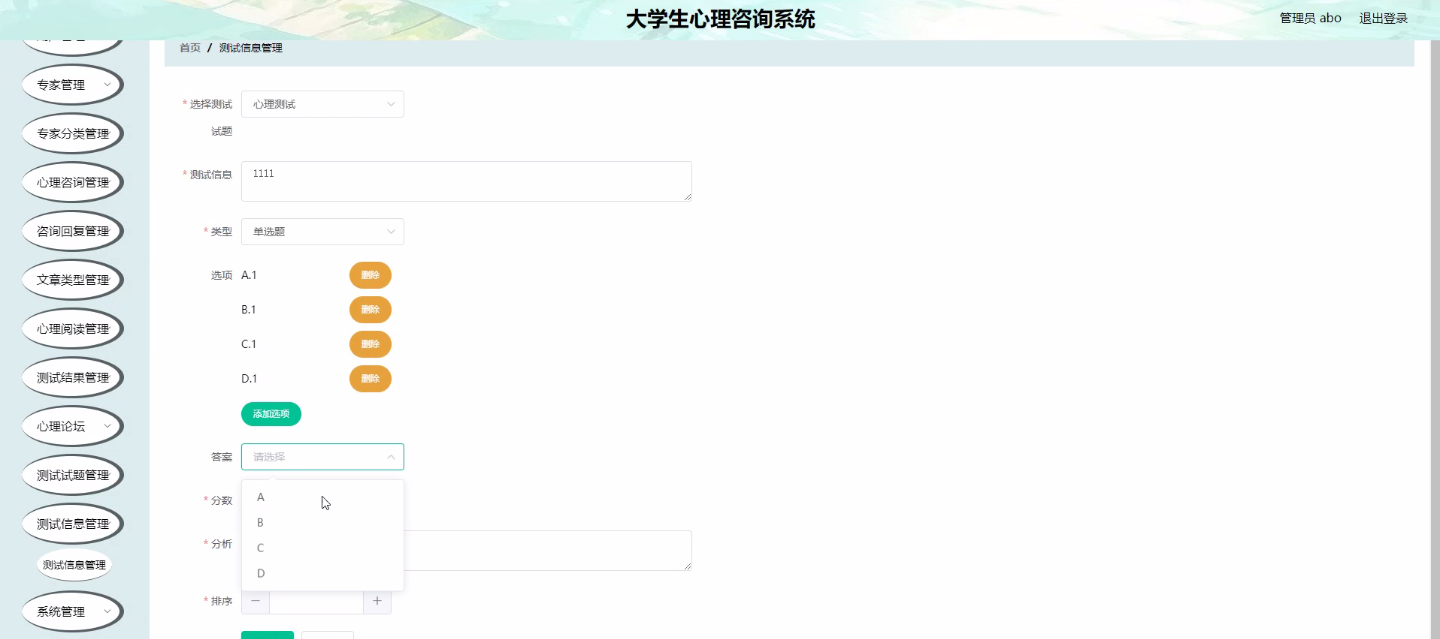 大学生心理咨询系统
管理员 abo
退出登录
首页 / 测试信息管理
专家管理
专家分类管理
心理咨询管理
咨询回复管理
文章类型管理
心理阅读管理
测试结果管理
心理论坛
测试试题管理
测试信息管理
测试信息管理
系统管理
* 选择测试试题
心理测试
* 测试信息
1111
* 类型
单选题
选项
A.1
删除
B.1
删除
C.1
删除
D.1
删除
添加选项
答案
请选择
A
B
C
D
* 分数
* 分析
* 排序